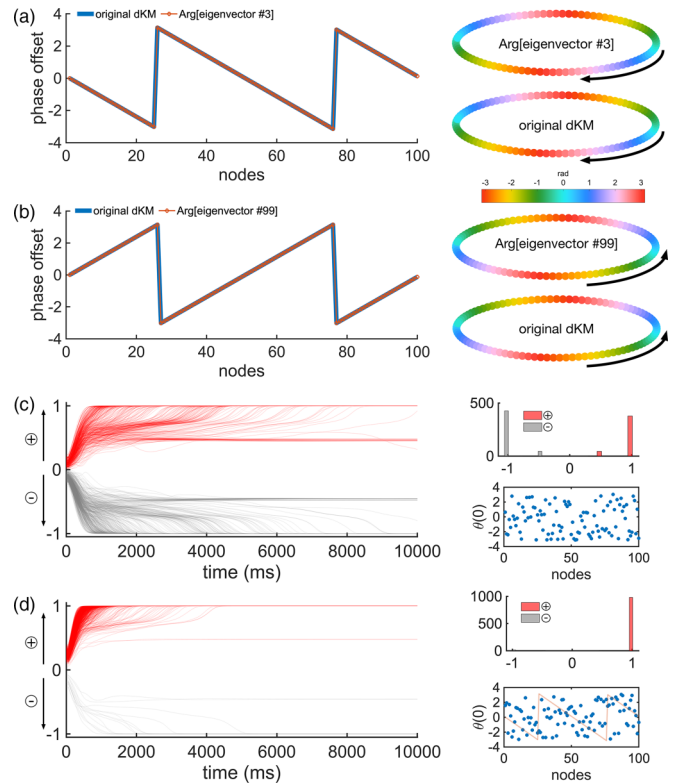 (a)
original dKM Arg[eigenvector #3]
phase offset
4
2
0
-2
-4
0 20 40 60 80 100
nodes
Arg[eigenvector #3]
original dKM
rad
-3 -2 -1 0 1 2 3
(b)
original dKM Arg[eigenvector #99]
phase offset
4
2
0
-2
-4
0 20 40 60 80 100
nodes
Arg[eigenvector #99]
original dKM
(c)
1
⊕
0
⊖
-1
0 2000 4000 6000 8000 10000
time (ms)
500
0
⊕
⊖
-1 0 1
θ(0)
4
2
0
-2
-4
0 50 100
nodes
(d)
1
⊕
0
⊖
-1
0 2000 4000 6000 8000 10000
time (ms)
1000
500
0
⊕
⊖
-1 0 1
θ(0)
4
2
0
-2
-4
0 50 100
nodes